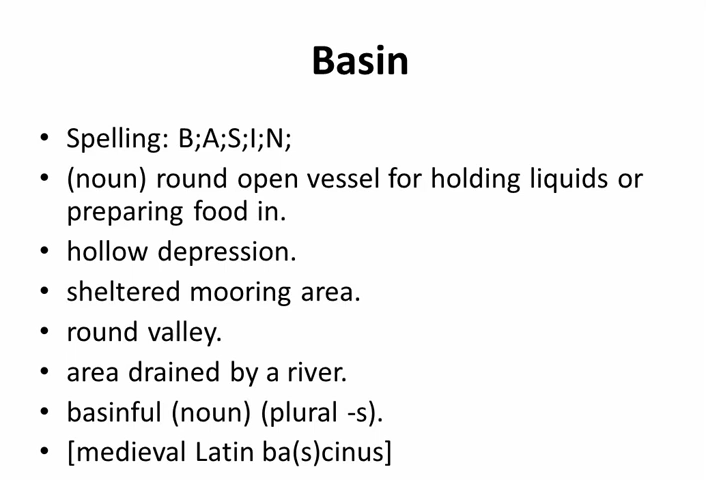 Basin
• Spelling: B;A;S;I;N;
• (noun) round open vessel for holding liquids or
preparing food in.
• hollow depression.
• sheltered mooring area.
• round valley.
• area drained by a river.
• basinful (noun) (plural -s).
• [medieval Latin ba(s)cinus]